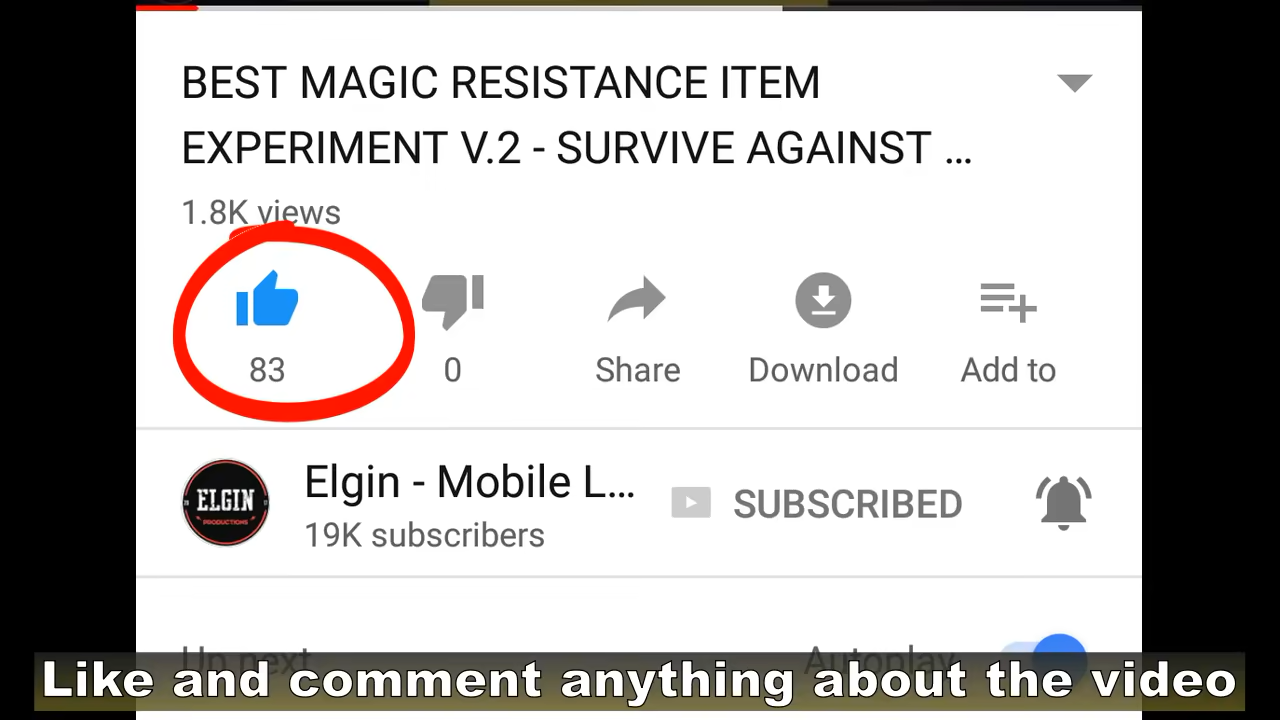 BEST MAGIC RESISTANCE ITEM
EXPERIMENT V.2 - SURVIVE AGAINST ...
1.8K views
83
0
Share
Download
Add to
ELGIN
PRODUCTIONS
Elgin - Mobile L...
19K subscribers
SUBSCRIBED
Up next
Autoplay
Like and comment anything about the video